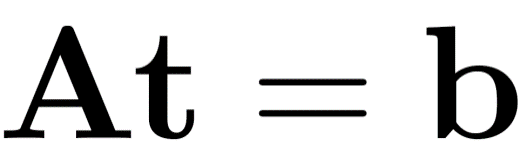 At = b